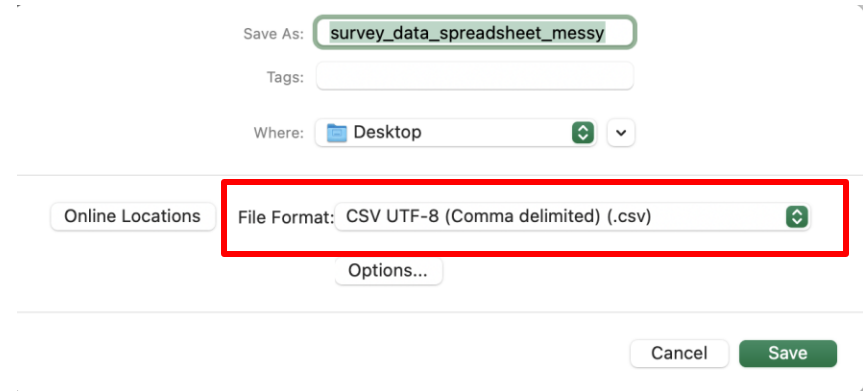 Save As: survey_data_spreadsheet_messy
Tags:
Where: Desktop
Online Locations File Format: CSV UTF-8 (Comma delimited) (.csv)
Options...
Cancel Save